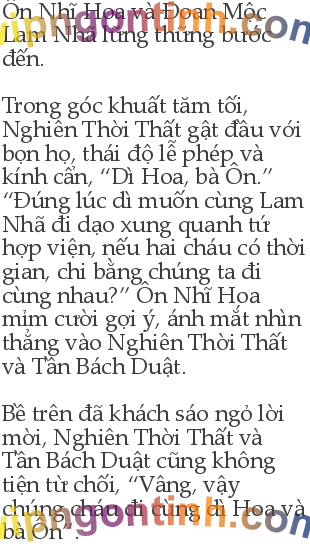 Ôn Nhĩ Hoa và Đoan Mộc
Lam Nhã lững thững bước
đến.
Trong góc khuất tăm tối,
Nghiên Thời Thất gật đầu với
bọn họ, thái độ lễ phép và
kính cẩn, “Dì Hoa, bà Ôn.”
“Đúng lúc dì muốn cùng Lam
Nhã đi dạo xung quanh tứ
hợp viện, nếu hai cháu có thời
gian, chi bằng chúng ta đi
cùng nhau?” Ôn Nhĩ Hoa
mỉm cười gợi ý, ánh mắt nhìn
thẳng vào Nghiên Thời Thất
và Tần Bách Duật.
Bề trên đã khách sáo ngỏ lời
mời, Nghiên Thời Thất và
Tần Bách Duật cũng không
tiện từ chối, “Vâng, vậy
chúng cháu đi cùng dì Hoa và
bà Ôn”.
vipngontinh.com
vipngontinh.com